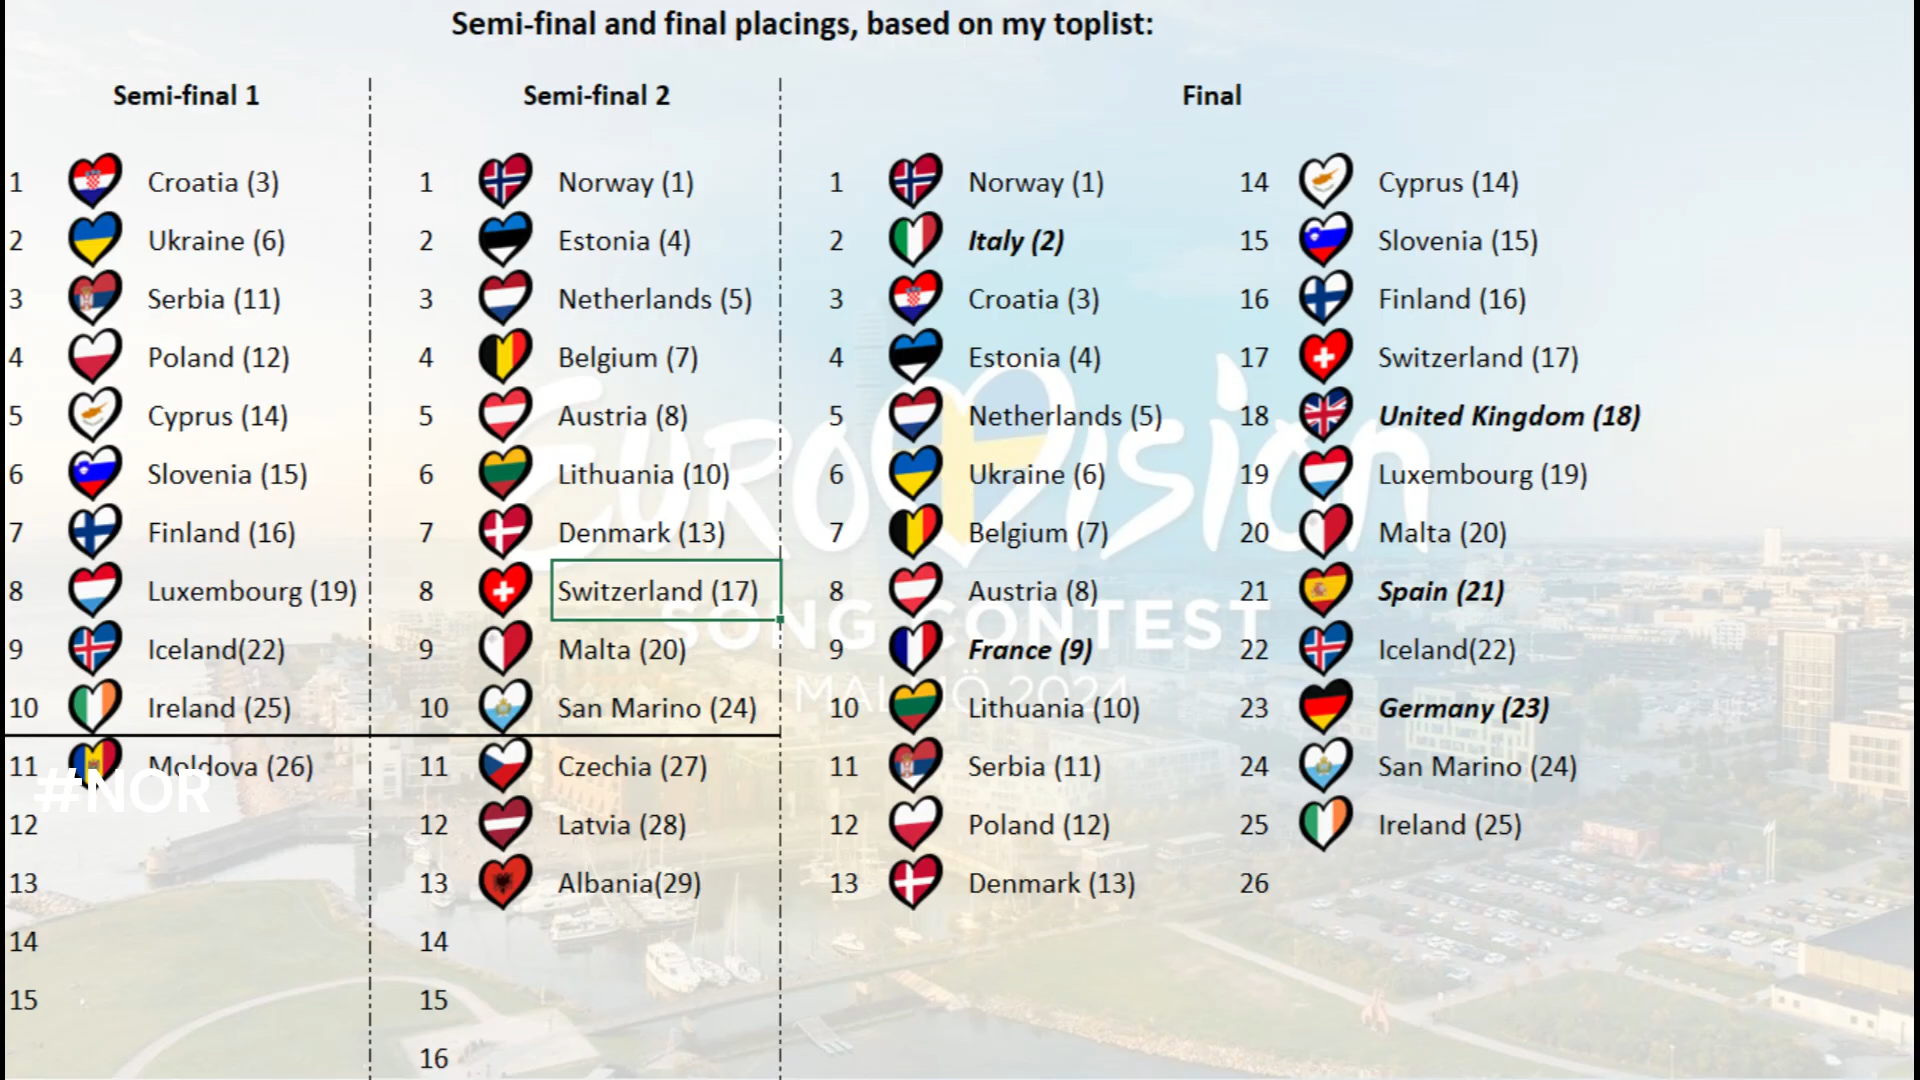 Semi-final and final placings, based on my toplist:
Semi-final 1
1 Croatia (3)
2 Ukraine (6)
3 Serbia (11)
4 Poland (12)
5 Cyprus (14)
6 Slovenia (15)
7 Finland (16)
8 Luxembourg (19)
9 Iceland(22)
10 Ireland (25)
11 Moldova (26)
#NOR
12
13
14
15
Semi-final 2
1 Norway (1)
2 Estonia (4)
3 Netherlands (5)
4 Belgium (7)
5 Austria (8)
6 Lithuania (10)
7 Denmark (13)
8 Switzerland (17)
9 Malta (20)
10 San Marino (24)
11 Czechia (27)
12 Latvia (28)
13 Albania(29)
14
15
16
Final
1 Norway (1)
2 Italy (2)
3 Croatia (3)
4 Estonia (4)
5 Netherlands (5)
6 Ukraine (6)
7 Belgium (7)
8 Austria (8)
9 France (9)
10 Lithuania (10)
11 Serbia (11)
12 Poland (12)
13 Denmark (13)
14 Cyprus (14)
15 Slovenia (15)
16 Finland (16)
17 Switzerland (17)
18 United Kingdom (18)
19 Luxembourg (19)
20 Malta (20)
21 Spain (21)
22 Iceland(22)
23 Germany (23)
24 San Marino (24)
25 Ireland (25)
26
EUROVISION
SONG CONTEST
MALMÖ 2024